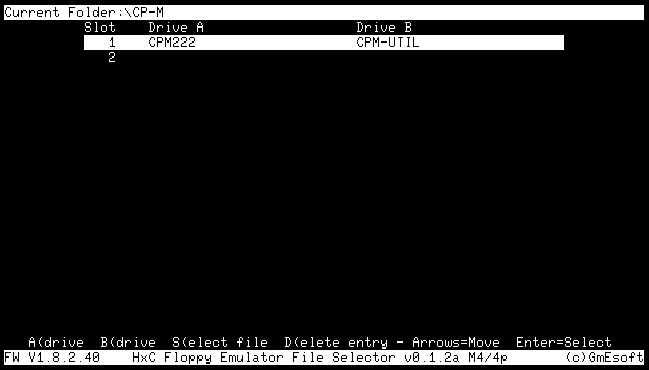 Current Folder:\CP-M
Slot Drive A Drive B
1 CPM222 CPM-UTIL
2
A(drive B(drive S(elect file D(elete entry - Arrows=Move Enter=Select
FW V1.8.2.40 HxC Floppy Emulator File Selector v0.1.2a M4/4p (c)GmEsoft